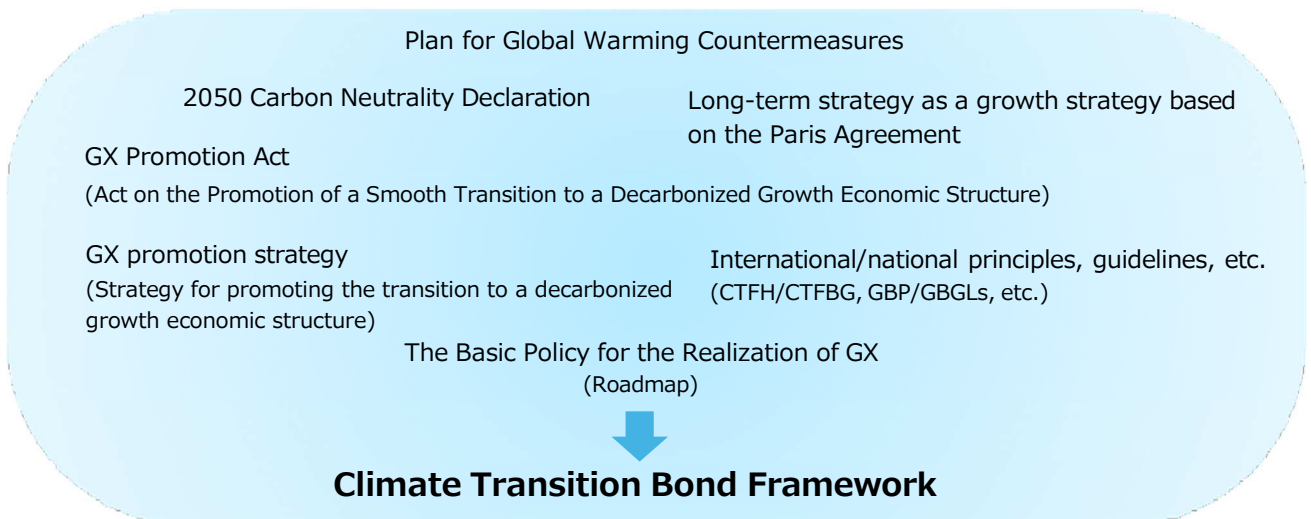 Plan for Global Warming Countermeasures
2050 Carbon Neutrality Declaration
Long-term strategy as a growth strategy based
on the Paris Agreement
GX Promotion Act
(Act on the Promotion of a Smooth Transition to a Decarbonized Growth Economic Structure)
GX promotion strategy
(Strategy for promoting the transition to a decarbonized
growth economic structure)
International/national principles, guidelines, etc.
(CTFH/CTFBG, GBP/GBGLs, etc.)
The Basic Policy for the Realization of GX
(Roadmap)
Climate Transition Bond Framework